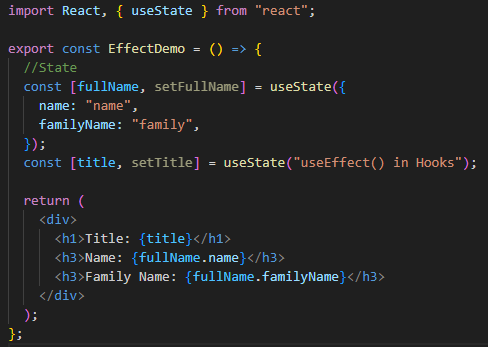 import React, { useState } from "react";
export const EffectDemo = () => {
//State
const [fullName, setFullName] = useState({
name: "name",
familyName: "family",
});
const [title, setTitle] = useState("useEffect() in Hooks");
return (
<div>
<h1>Title: {title}</h1>
<h3>Name: {fullName.name}</h3>
<h3>Family Name: {fullName.familyName}</h3>
</div>
);
};